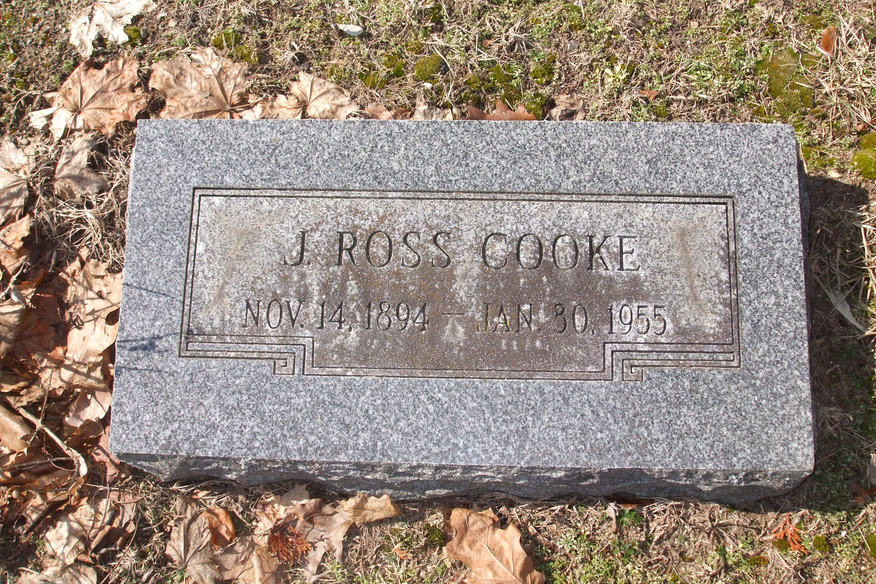 J. ROSS COOKE
NOV. 14, 1894 – JAN. 30, 1955